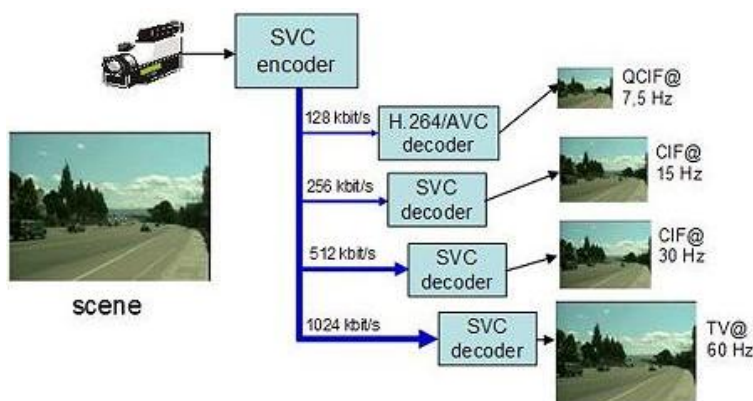 SVC
encoder
128 kbit/s
H.264/AVC
decoder
QCIF@
7,5 Hz
256 kbit/s
SVC
decoder
CIF@
15 Hz
512 kbit/s
SVC
decoder
CIF@
30 Hz
scene
1024 kbit/s
SVC
decoder
TV@
60 Hz